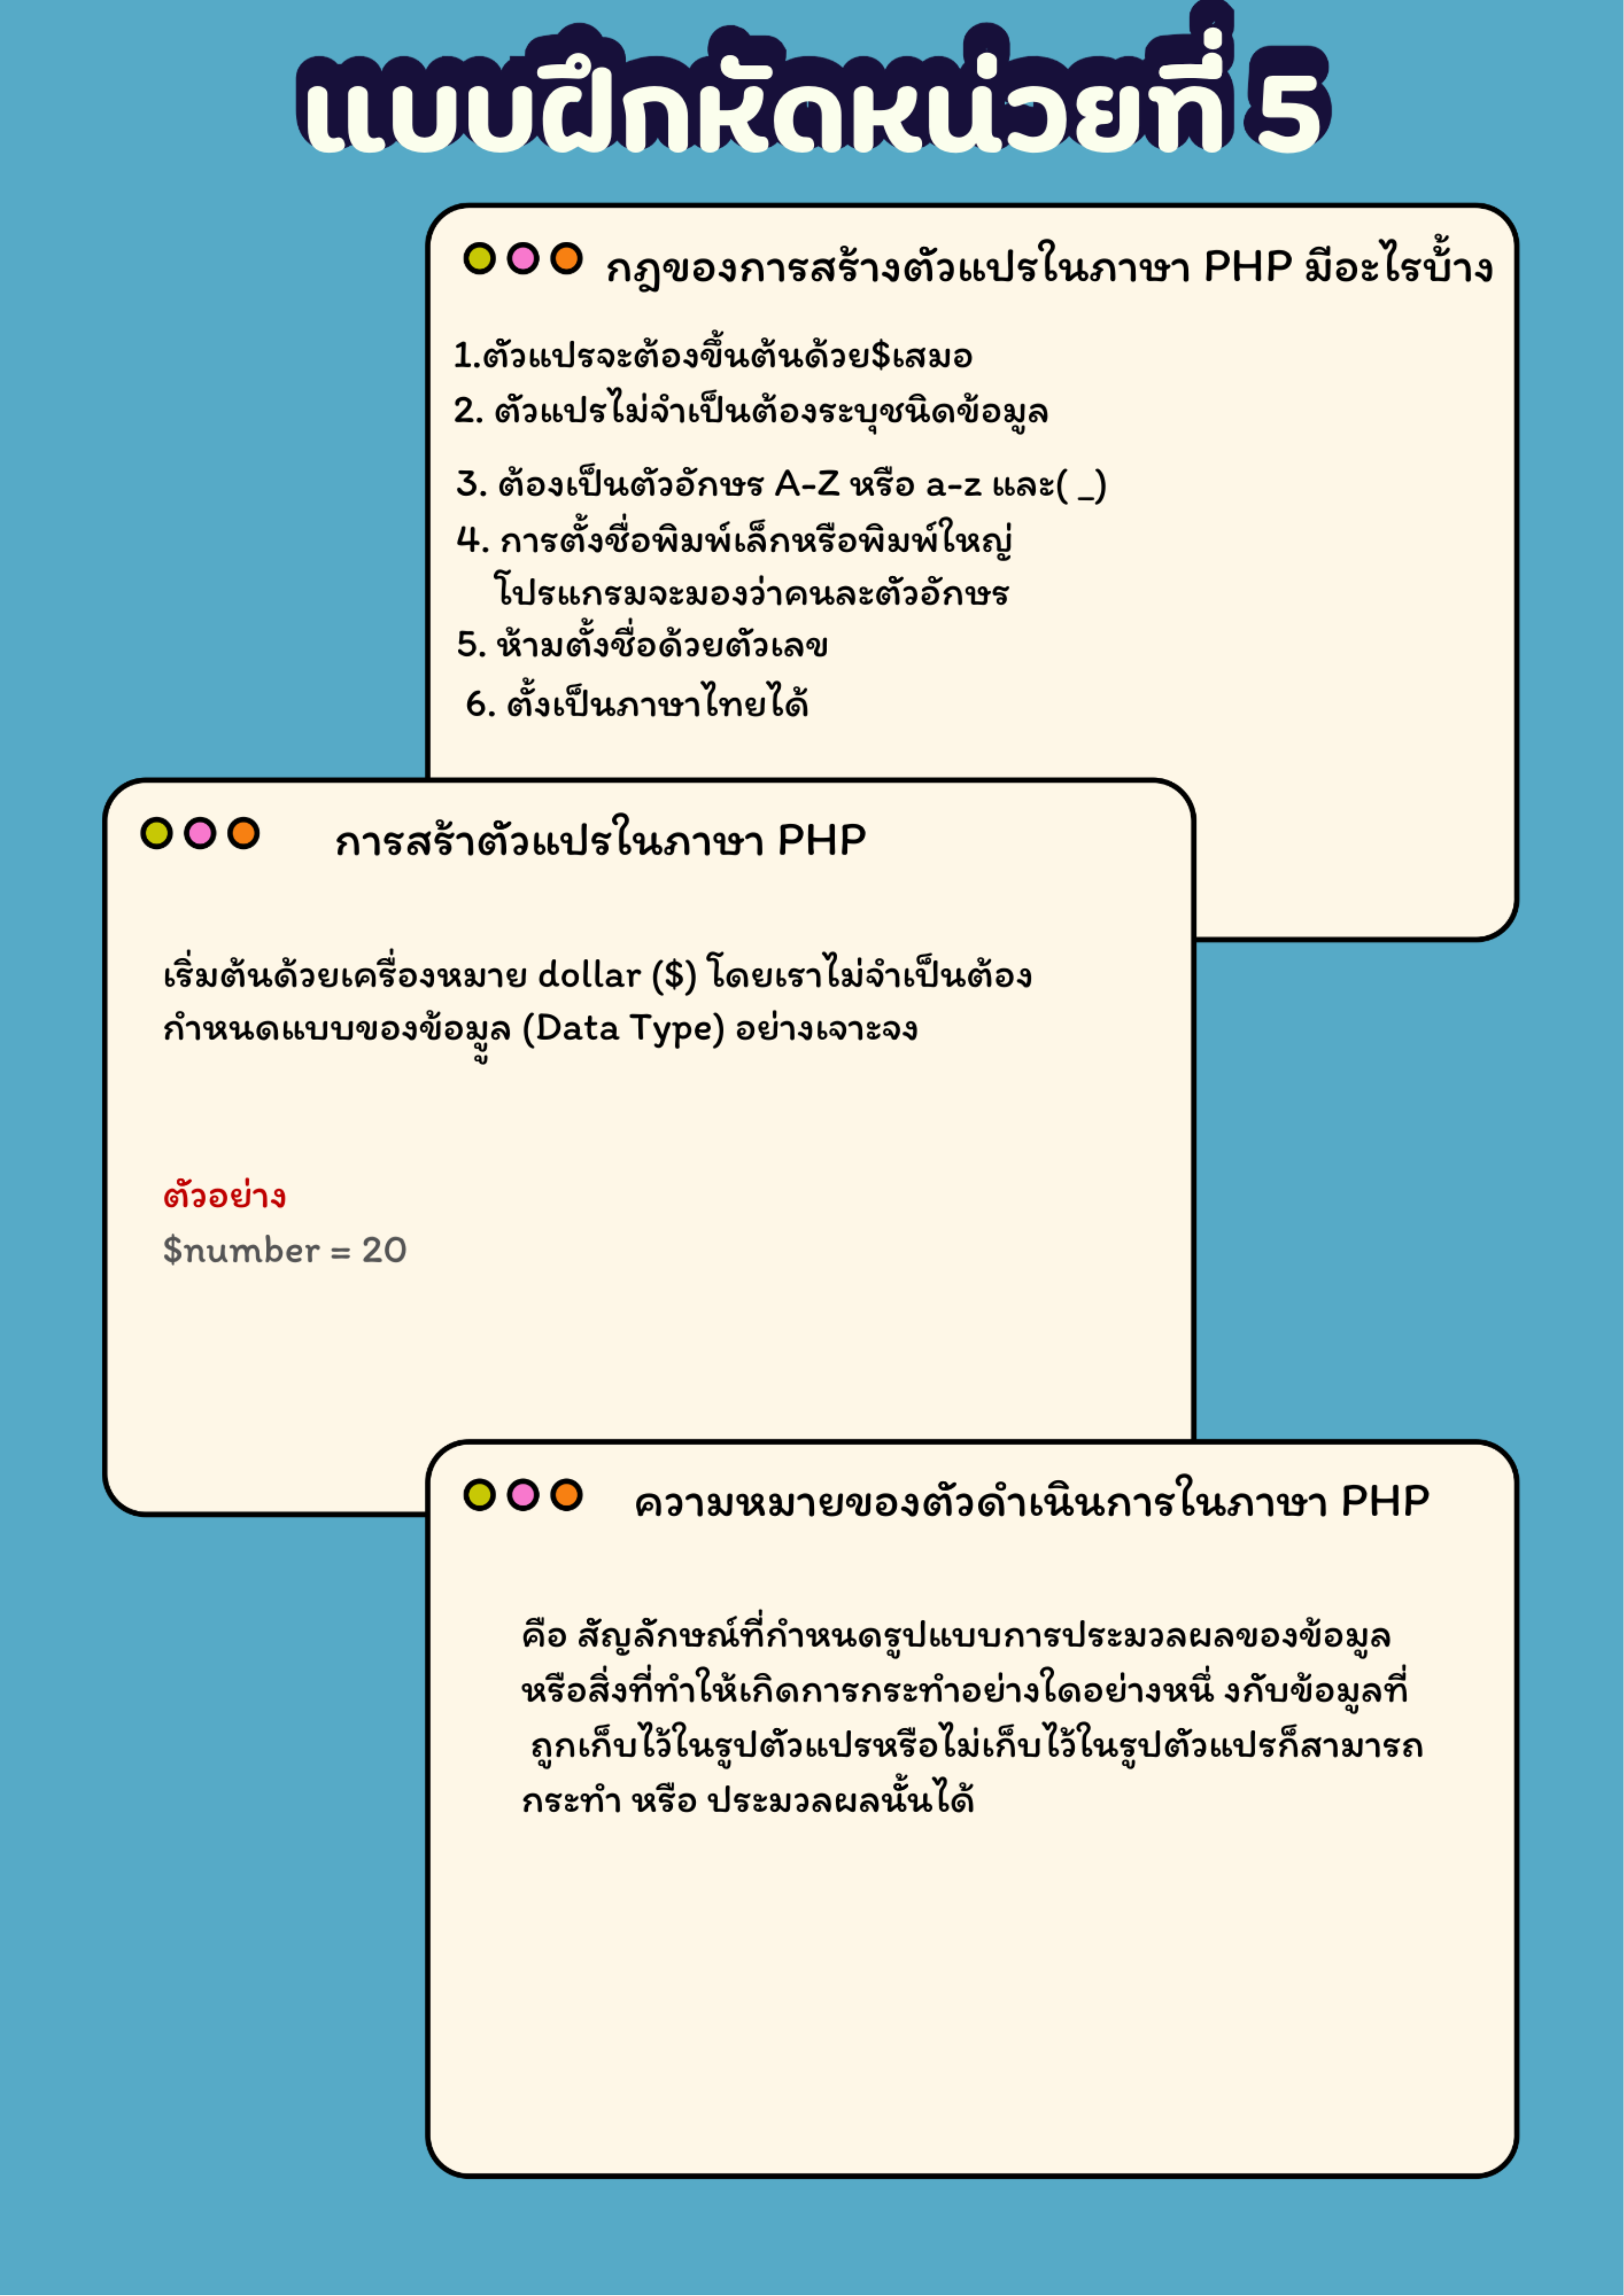 แบบฝึกหัดหน่วยที่ 5
กฎของการสร้างตัวแปรในภาษา PHP มีอะไรบ้้าง
1.ตัวแปรจะต้องขึ้นต้นด้วย$เสมอ
2. ตัวแปรไม่จำเป็นต้องระบุชนิดข้อมูล
3. ต้องเป็นตัวอักษร A-Z หรือ a-z และ( _)
4. การตั้งชื่อพิมพ์เล็กหรือพิมพ์ใหญ่
โปรแกรมจะมองว่าคนละตัวอักษร
5. ห้ามตั้งชื่อด้วยตัวเลข
6. ตั้งเป็นภาษาไทยได้
การสร้าตัวแปรในภาษา PHP
เริ่มต้นด้วยเครื่องหมาย dollar ($) โดยเราไม่จำเป็นต้อง
กำหนดแบบของข้อมูู่ล (Data Type) อย่างเจาะจง
ตัวอย่าง
$number = 20
ความหมายของตัวดำเนินการในภาษา PHP
คือ สัญลักษณ์ที่กำหนดรูปแบบการประมวลผลของข้อมูล
หรือสิ่งที่ทำให้เกิดการกระทำอย่างใดอย่างหนึ่ งกับข้อมูลที่
ถูกเก็บไว้ในรูปตัวแปรหรือไม่เก็บไว้ในรูปตัวแปรก็สามารถ
กระทำ หรือ ประมวลผลนั้นได้